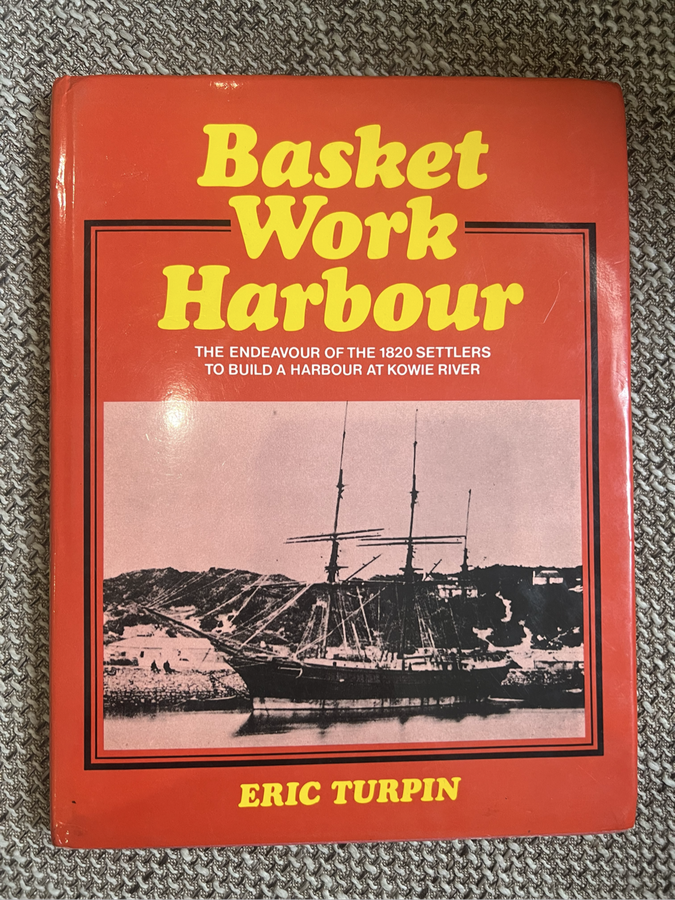 Basket
Work
Harbour
THE ENDEAVOUR OF THE 1820 SETTLERS
TO BUILD A HARBOUR AT KOWIE RIVER
ERIC TURPIN